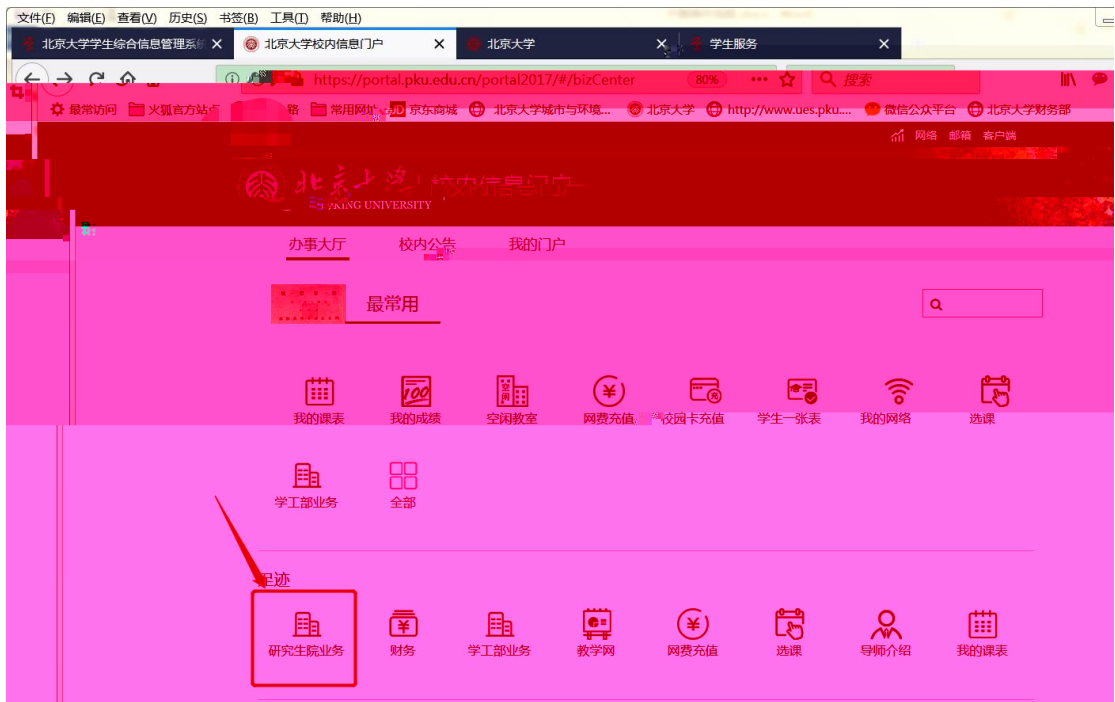 文件(F) 编辑(E) 查看(V) 历史(S) 书签(B) 工具(T) 帮助(H)
北京大学学生综合信息管理系统 北京大学校内信息门户 北京大学 学生服务
https://portal.pku.edu.cn/portal2017/#/bizCenter 80% 搜索
最常访问 火狐官方站点 路 常用网址 JD 京东商城 北京大学城市与环境... 北京大学 http://www.ues.pku.... 微信公众平台 北京大学财务部
网络 邮箱 客户端
北京大学 校内信息门户
PEKING UNIVERSITY
办事大厅 校内公告 我的门户
最常用
我的课表 我的成绩 空闲教室 网费充值 校园卡充值 学生一张表 我的网络 选课
学工部业务 全部
足迹
研究生院业务 财务 学工部业务 教学网 网费充值 选课 导师介绍 我的课表